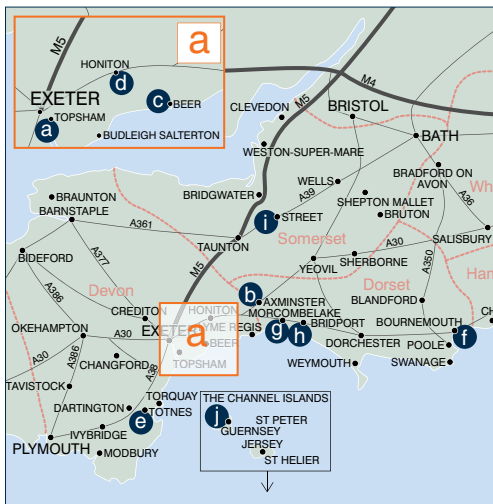 M5
a
HONITON
d
M4
EXETER
c
BEER
a
TOPSHAM
BUDLEIGH SALTERTON
CLEVEDON
M5
BRISTOL
BATH
WESTON-SUPER-MARE
BRADFORD ON
AVON
Wh
WELLS
A39
SHEPTON MALLET
A36
BRUTON
BRAUNTON
BARNSTAPLE
BRIDGWATER
i
STREET
A361
TAUNTON
Somerset
A30
SALISBURY
BIDEFORD
A377
YEOVIL
SHERBORNE
A350
M5
Dorset
Ham
A386
Devon
b
AXMINSTER
BLANDFORD
HONITON
MORCOMBELAKE
CREDITON
BOURNEMOUTH
CH
OKEHAMPTON
A30
EXETER
a
LYME REGIS
g
h
BRIDPORT
f
BEER
DORCHESTER
POOLE
A30
CHANGFORD
TOPSHAM
WEYMOUTH
SWANAGE
A386
A38
TAVISTOCK
TORQUAY
THE CHANNEL ISLANDS
DARTINGTON
e
TOTNES
j
ST PETER
GUERNSEY
IVYBRIDGE
JERSEY
PLYMOUTH
MODBURY
ST HELIER